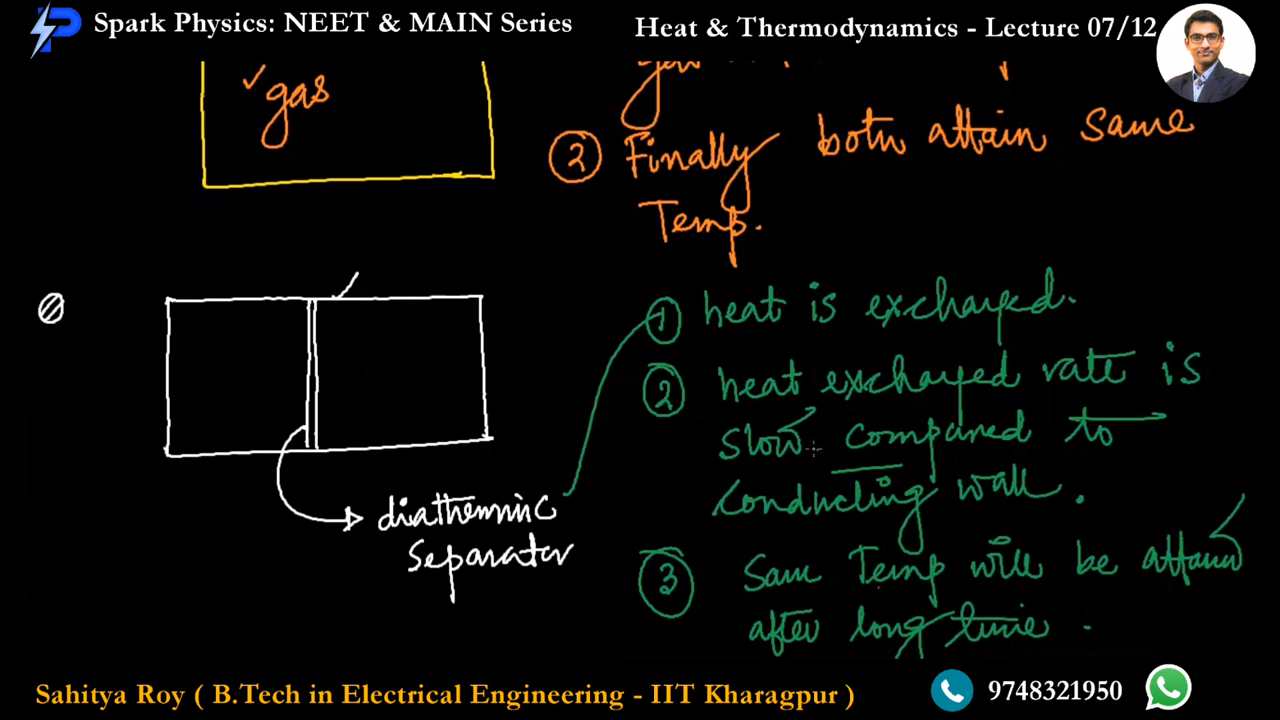 Spark Physics: NEET & MAIN Series
Heat & Thermodynamics - Lecture 07/12
gas
② Finally both attain same
Temp.
① heat is exchanged.
② heat exchanged rate is
slow compared to
conducting wall.
diathermic
separator
③ Same Temp will be attained
after long time.
Sahitya Roy ( B.Tech in Electrical Engineering - IIT Kharagpur )
9748321950